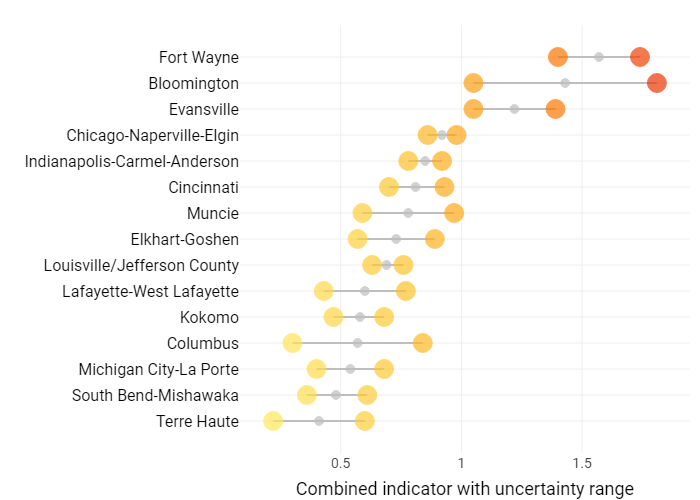 Fort Wayne
Bloomington
Evansville
Chicago-Naperville-Elgin
Indianapolis-Carmel-Anderson
Cincinnati
Muncie
Elkhart-Goshen
Louisville/Jefferson County
Lafayette-West Lafayette
Kokomo
Columbus
Michigan City-La Porte
South Bend-Mishawaka
Terre Haute
0.5 1 1.5
Combined indicator with uncertainty range